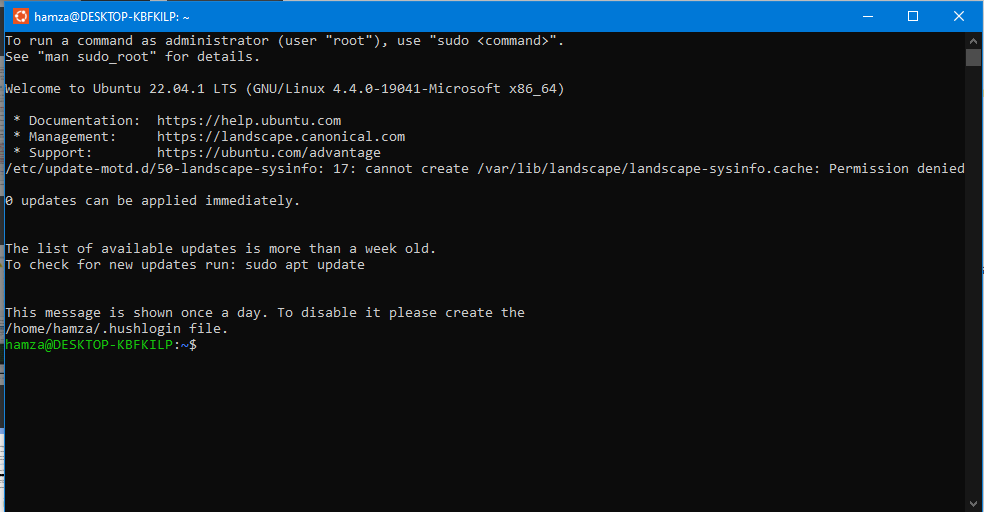 hamza@DESKTOP-KBFKILP: ~
To run a command as administrator (user "root"), use "sudo <command>".
See "man sudo_root" for details.
Welcome to Ubuntu 22.04.1 LTS (GNU/Linux 4.4.0-19041-Microsoft x86_64)
* Documentation:  https://help.ubuntu.com
* Management:     https://landscape.canonical.com
* Support:        https://ubuntu.com/advantage
/etc/update-motd.d/50-landscape-sysinfo: 17: cannot create /var/lib/landscape/landscape-sysinfo.cache: Permission denied
0 updates can be applied immediately.
The list of available updates is more than a week old.
To check for new updates run: sudo apt update
This message is shown once a day. To disable it please create the
/home/hamza/.hushlogin file.
hamza@DESKTOP-KBFKILP:~$